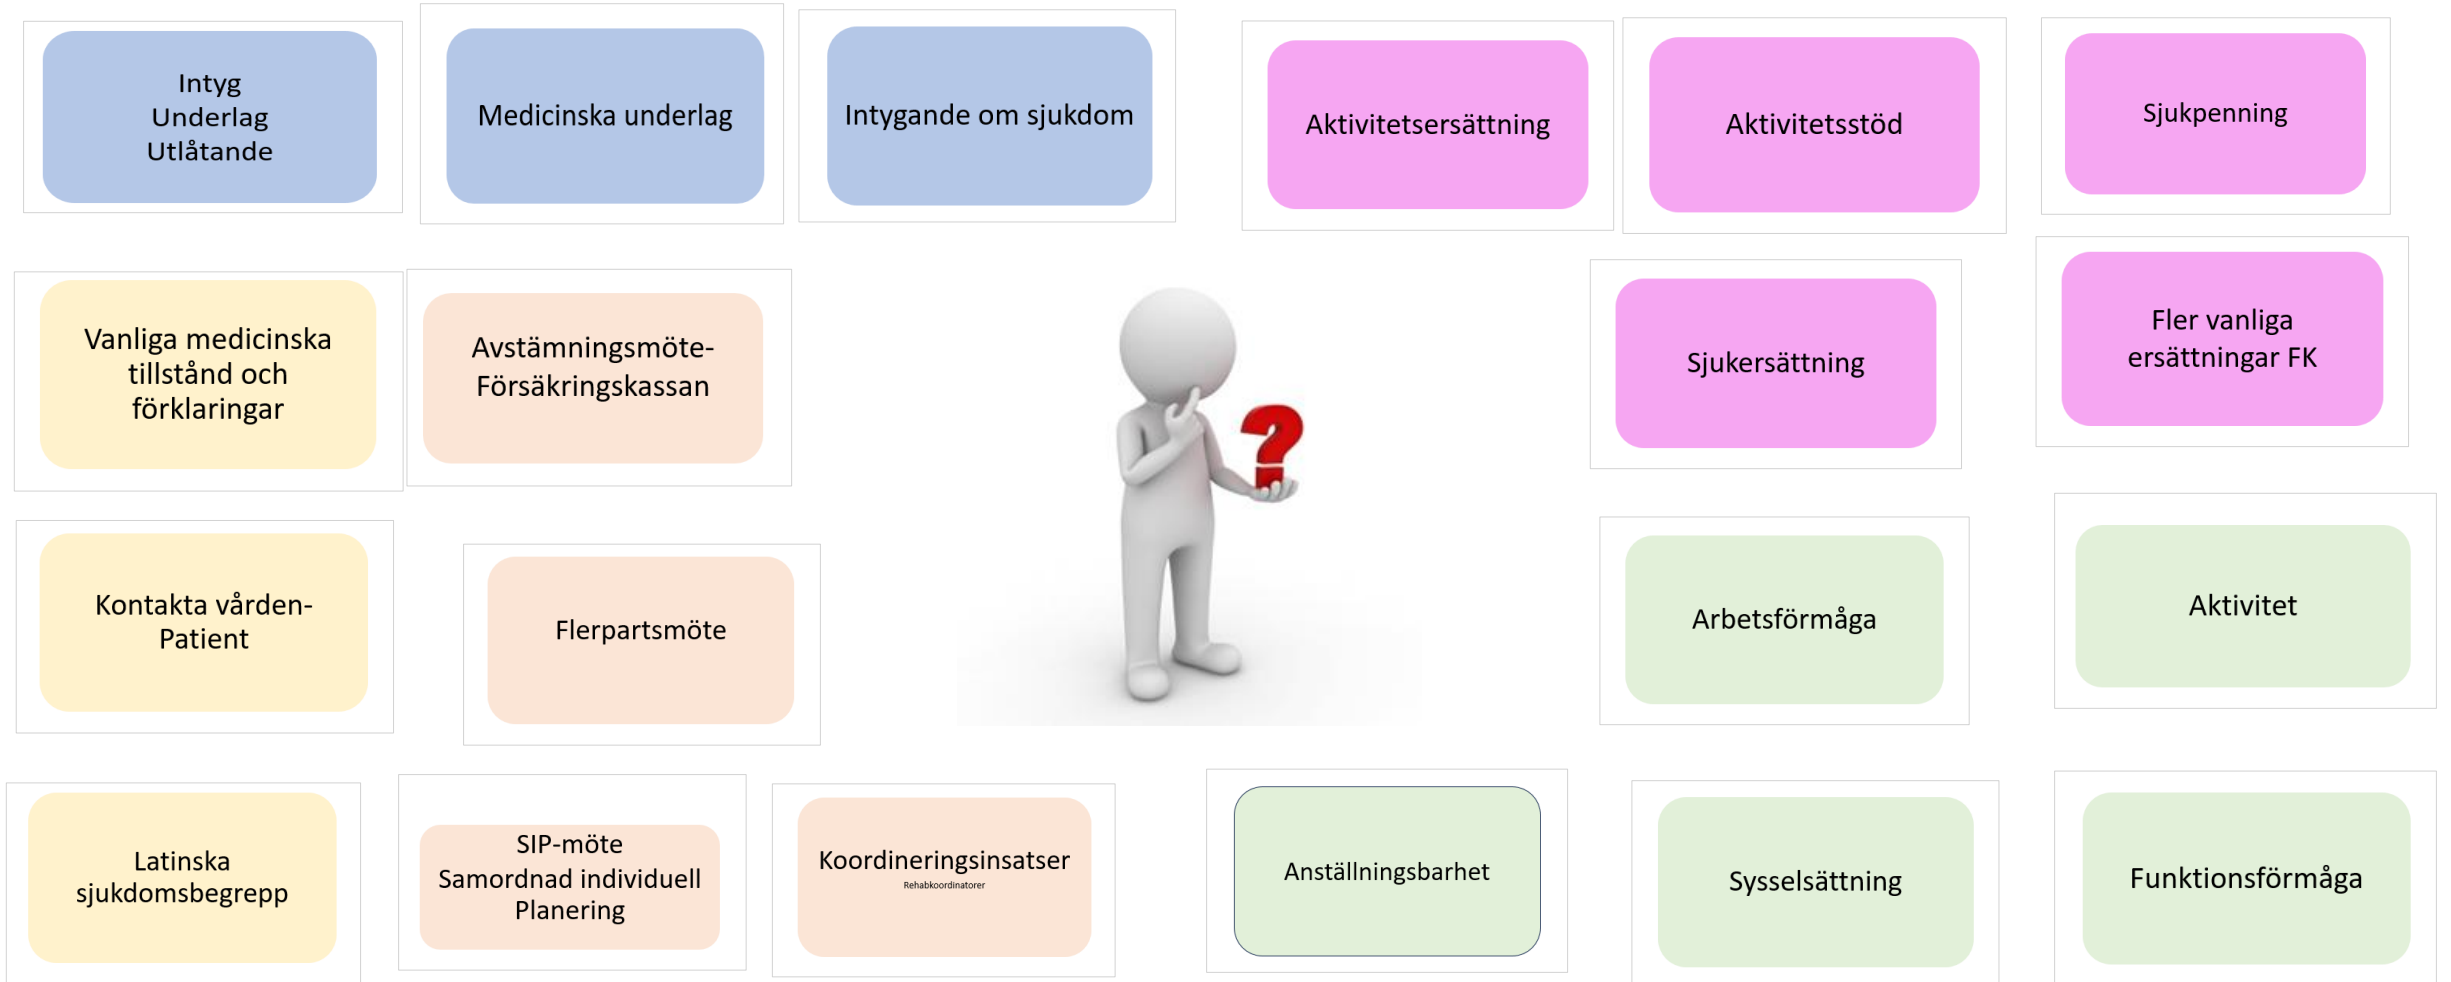 Intyg
Underlag
Utlåtande
Medicinska underlag
Intygande om sjukdom
Aktivitetsersättning
Aktivitetsstöd
Sjukpenning
Vanliga medicinska
tillstånd och
förklaringar
Avstämningsmöte-
Försäkringskassan
Sjukersättning
Fler vanliga
ersättningar FK
Kontakta vården-
Patient
Flerpartsmöte
Arbetsförmåga
Aktivitet
Latinska
sjukdomsbegrepp
SIP-möte
Samordnad individuell
Planering
Koordineringsinsatser
Rehabkoordinatorer
Anställningsbarhet
Sysselsättning
Funktionsförmåga